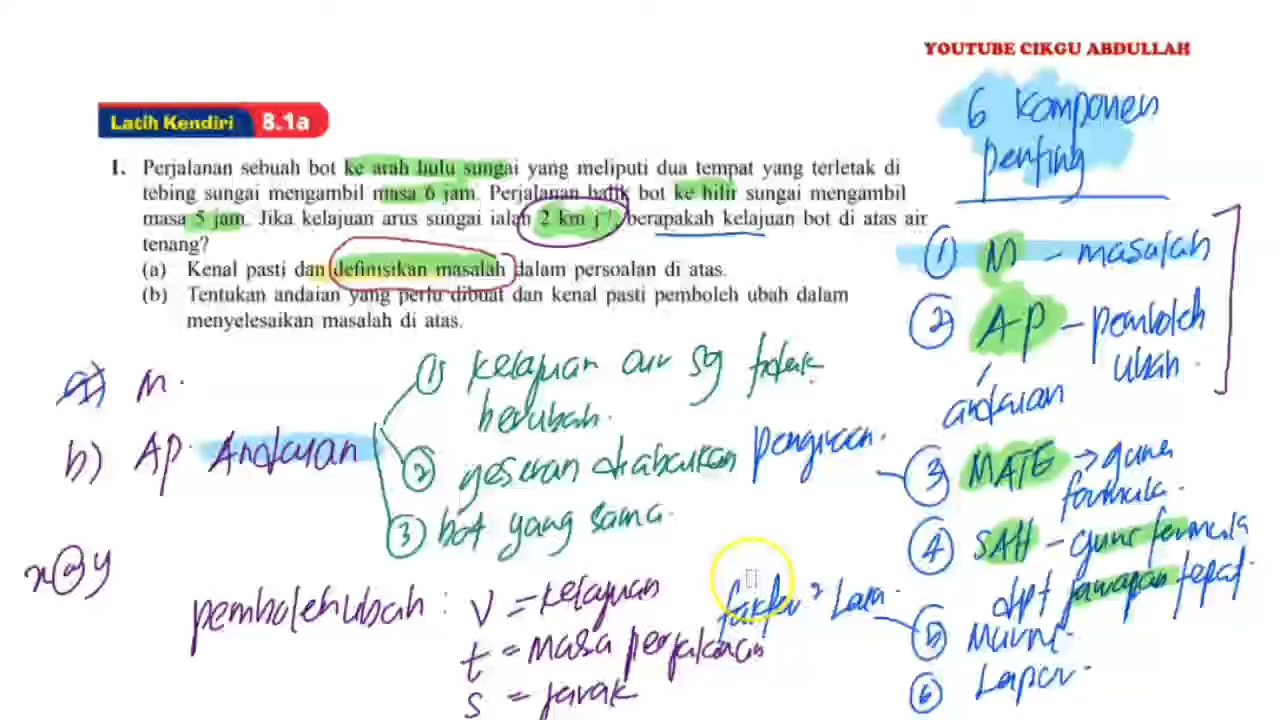 YOUTUBE CIKGU ABDULLAH
Latih Kendiri 8.1a
1. Perjalanan sebuah bot ke arah hulu sungai yang meliputi dua tempat yang terletak di
tebing sungai mengambil masa 6 jam. Perjalanan balik bot ke hilir sungai mengambil
masa 5 jam. Jika kelajuan arus sungai ialah 2 km j⁻¹, berapakah kelajuan bot di atas air
tenang?
(a) Kenal pasti dan definisikan masalah dalam persoalan di atas.
(b) Tentukan andaian yang perlu dibuat dan kenal pasti pemboleh ubah dalam
menyelesaikan masalah di atas.
a) M.
b) AP. Andaian
① kelajuan air sg tidak
berubah.
② geseran diabaikan
③ bot yang sama.
x @ y
pembolehubah : V = kelajuan
t = masa perjalanan
s = jarak
6 komponen
penting
① M - masalah
② AP - pemboleh
ubah.
andaian
pengiraan.
③ MATE → guna
formula.
④ SAH - guna formula
dpt jawapan tepat.
faktor² Lain.
⑤ Murni.
⑥ Lapor.